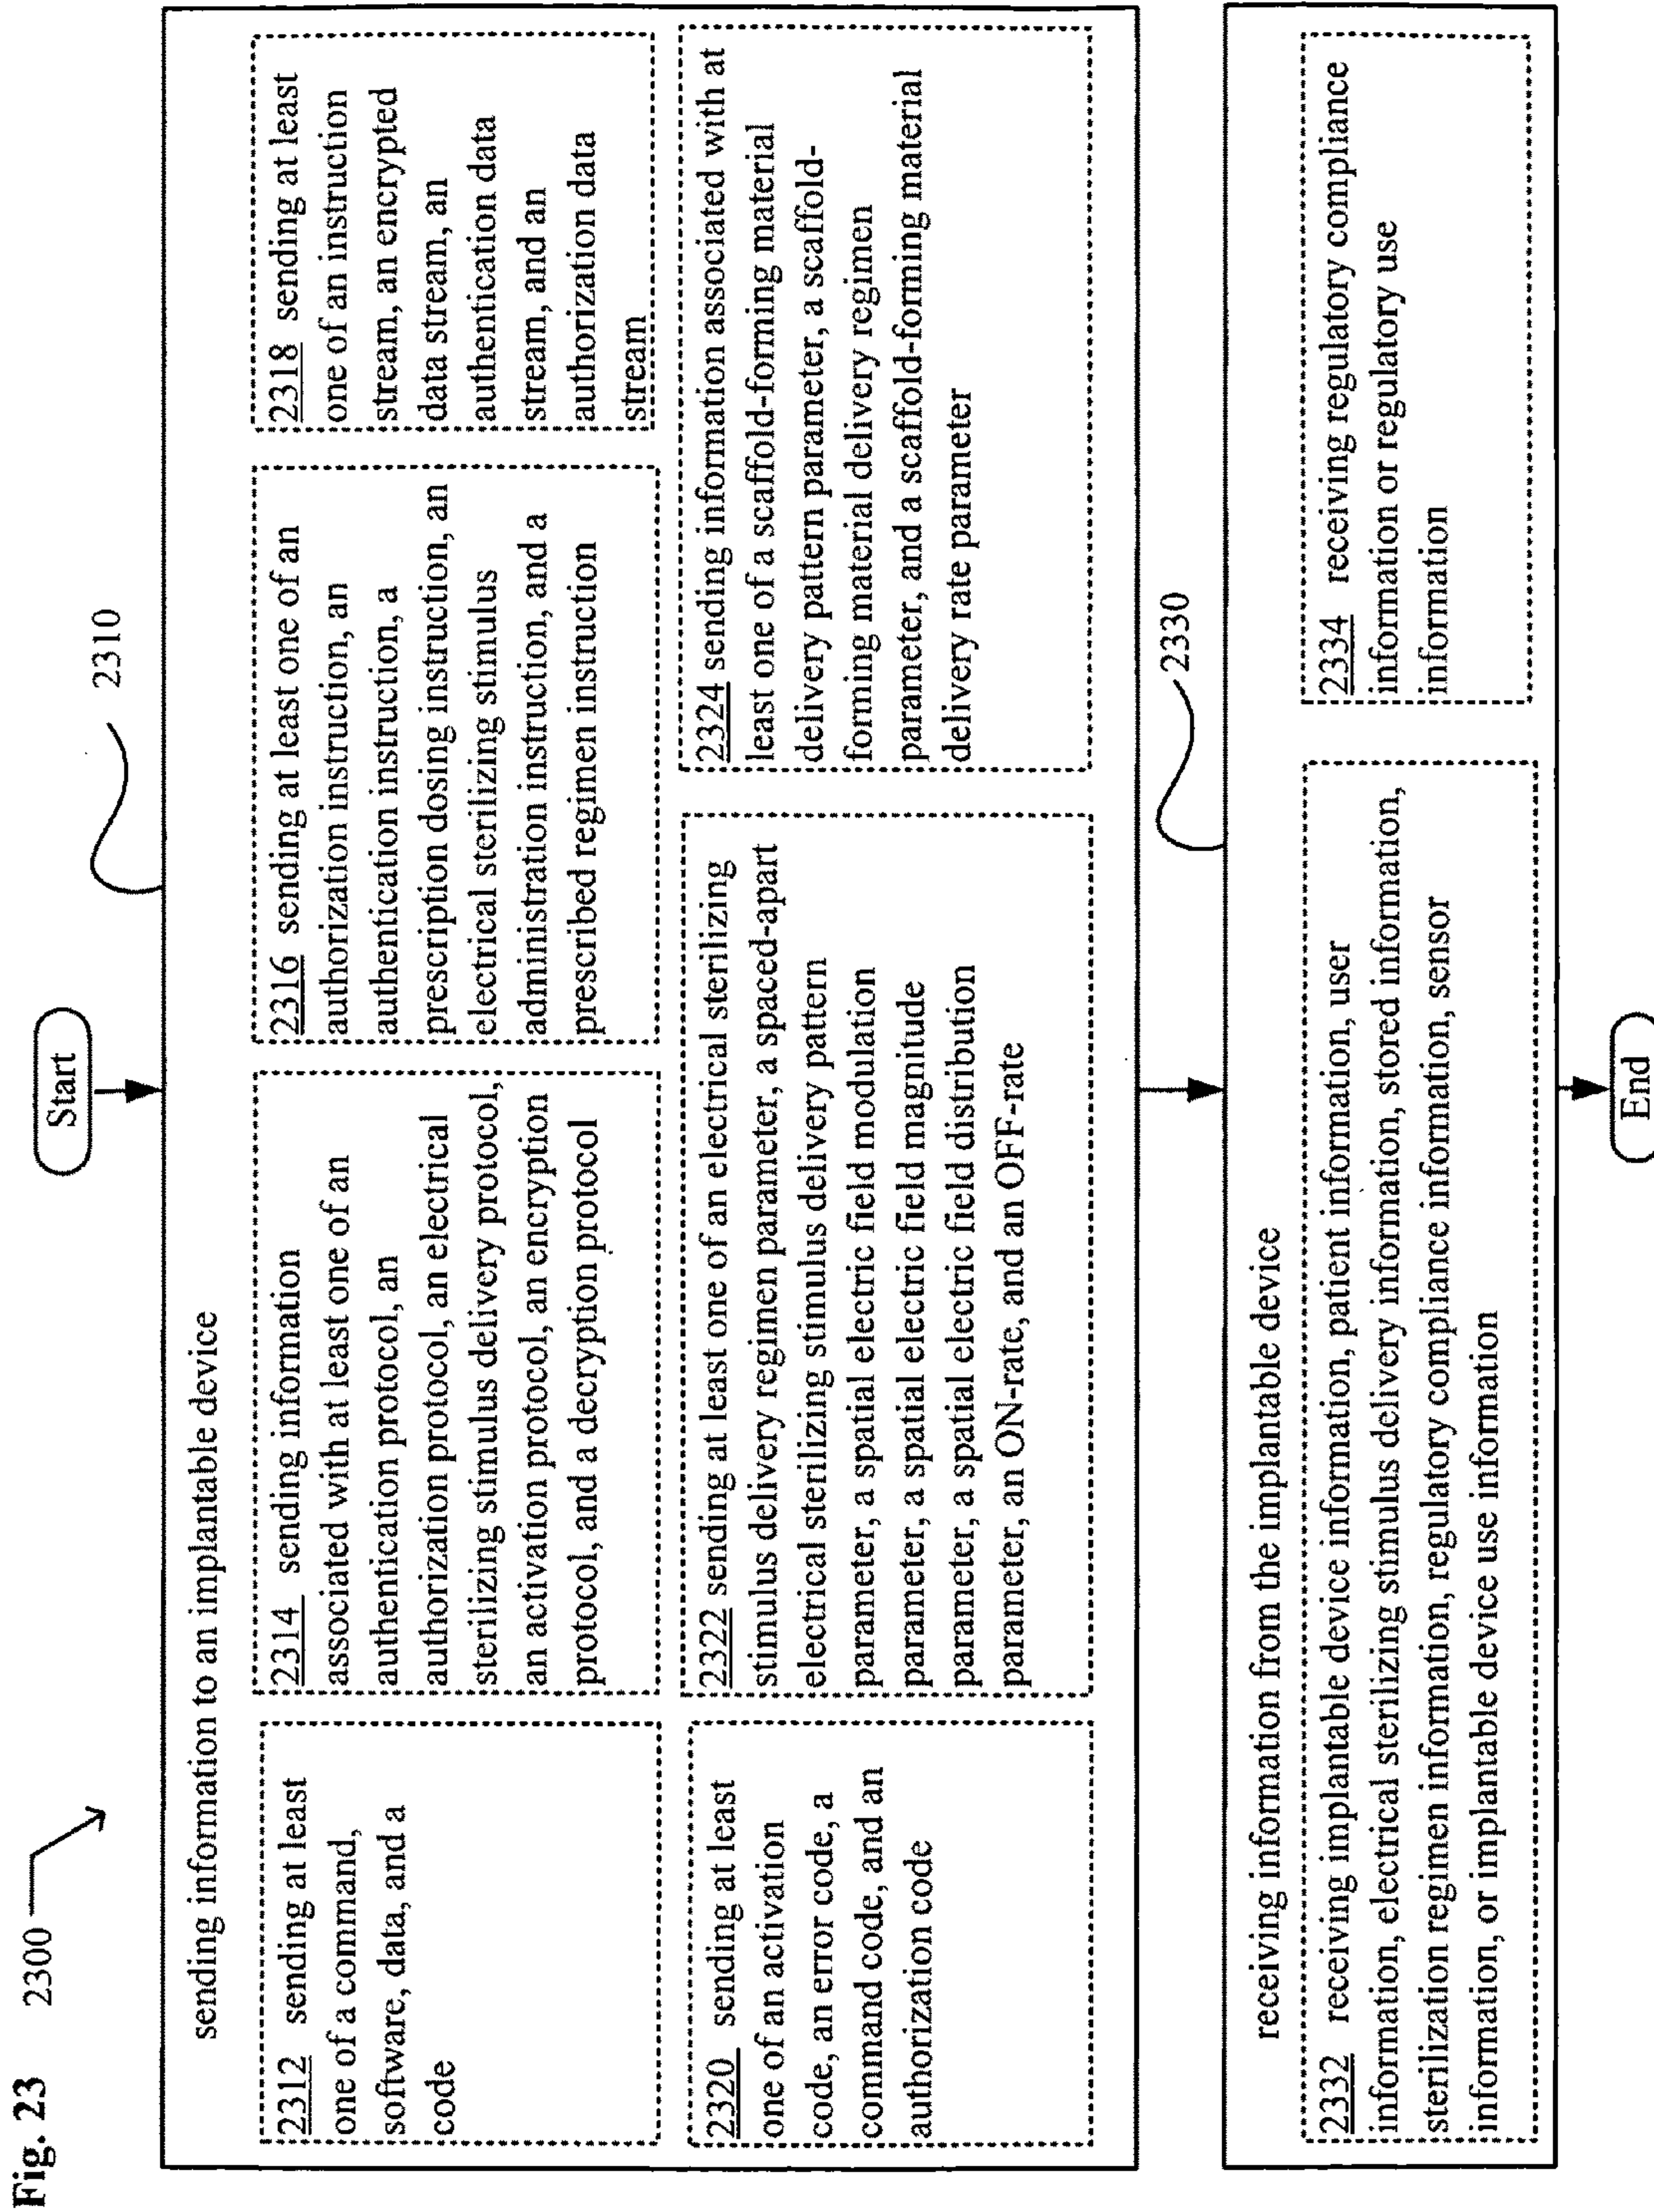 Fig. 23
2300
Start
2310
sending information to an implantable device
2312 sending at least
one of a command,
software, data, and a
code
2314 sending information
associated with at least one of an
authentication protocol, an
authorization protocol, an electrical
sterilizing stimulus delivery protocol,
an activation protocol, an encryption
protocol, and a decryption protocol
2316 sending at least one of an
authorization instruction, an
authentication instruction, a
prescription dosing instruction, an
electrical sterilizing stimulus
administration instruction, and a
prescribed regimen instruction
2318 sending at least
one of an instruction
stream, an encrypted
data stream, an
authentication data
stream, and an
authorization data
stream
2320 sending at least
one of an activation
code, an error code, a
command code, and an
authorization code
2322 sending at least one of an electrical sterilizing
stimulus delivery regimen parameter, a spaced-apart
electrical sterilizing stimulus delivery pattern
parameter, a spatial electric field modulation
parameter, a spatial electric field magnitude
parameter, a spatial electric field distribution
parameter, an ON-rate, and an OFF-rate
2324 sending information associated with at
least one of a scaffold-forming material
delivery pattern parameter, a scaffold-
forming material delivery regimen
parameter, and a scaffold-forming material
delivery rate parameter
2330
receiving information from the implantable device
2332 receiving implantable device information, patient information, user
information, electrical sterilizing stimulus delivery information, stored information,
sterilization regimen information, regulatory compliance information, sensor
information, or implantable device use information
2334 receiving regulatory compliance
information or regulatory use
information
End